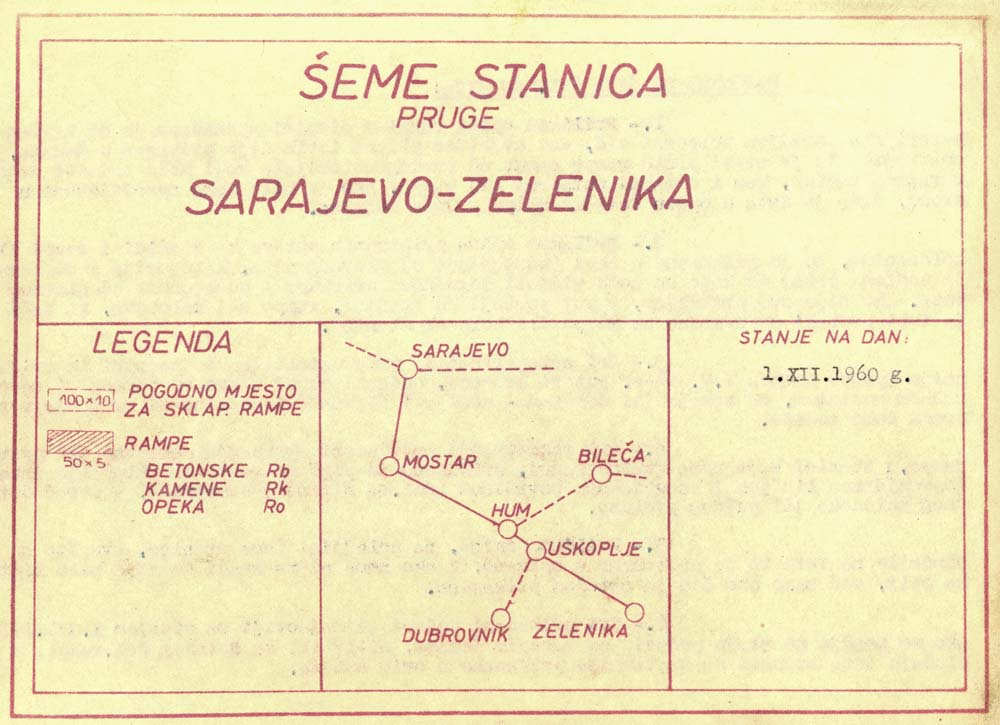 ŠEME STANICA
PRUGE
SARAJEVO-ZELENIKA
LEGENDA
100×10
POGODNO MJESTO
ZA SKLAP. RAMPE
RAMPE
50×5
BETONSKE Rb
KAMENE Rk
OPEKA Ro
SARAJEVO
MOSTAR
BILEĆA
HUM
USKOPLJE
DUBROVNIK
ZELENIKA
STANJE NA DAN:
1.XII.1960 g.